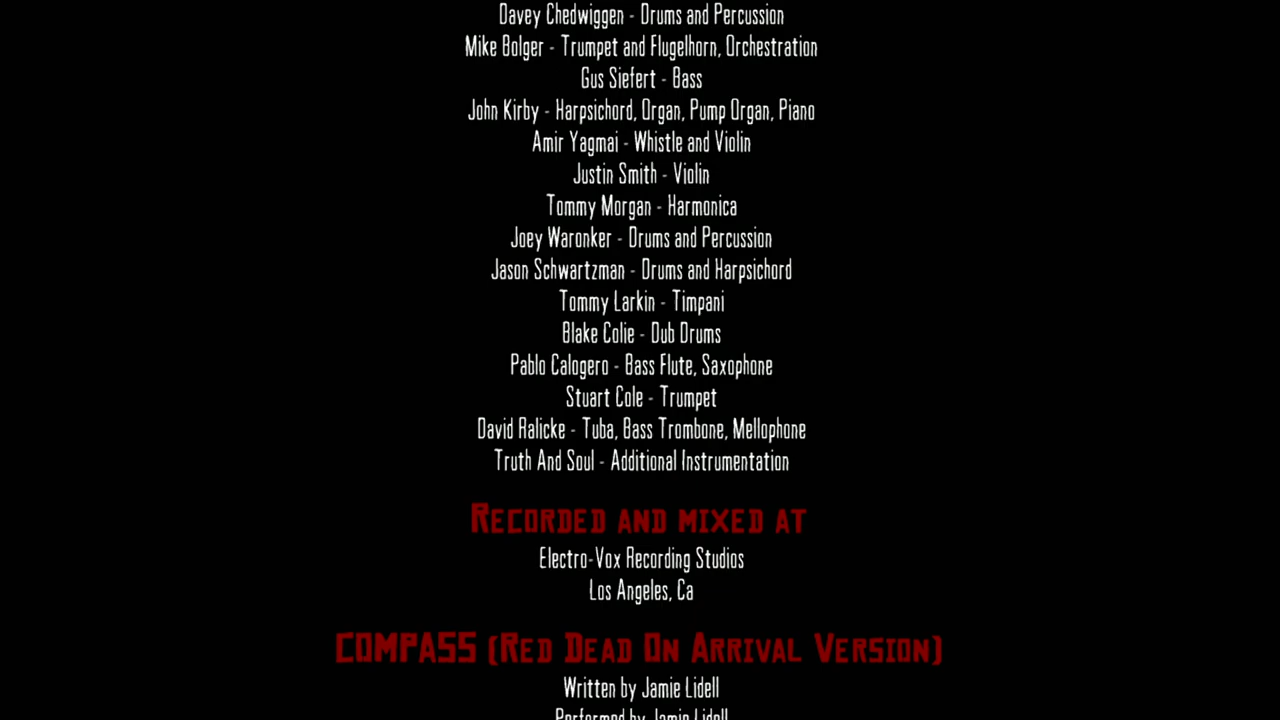 Davey Chedwiggen - Drums and Percussion
Mike Bolger - Trumpet and Flugelhorn, Orchestration
Gus Siefert - Bass
John Kirby - Harpsichord, Organ, Pump Organ, Piano
Amir Yagmai - Whistle and Violin
Justin Smith - Violin
Tommy Morgan - Harmonica
Joey Waronker - Drums and Percussion
Jason Schwartzman - Drums and Harpsichord
Tommy Larkin - Timpani
Blake Colie - Dub Drums
Pablo Calogero - Bass Flute, Saxophone
Stuart Cole - Trumpet
David Ralicke - Tuba, Bass Trombone, Mellophone
Truth And Soul - Additional Instrumentation
Recorded and mixed at
Electro-Vox Recording Studios
Los Angeles, Ca
COMPASS (Red Dead On Arrival Version)
Written by Jamie Lidell
Performed by Jamie Lidell